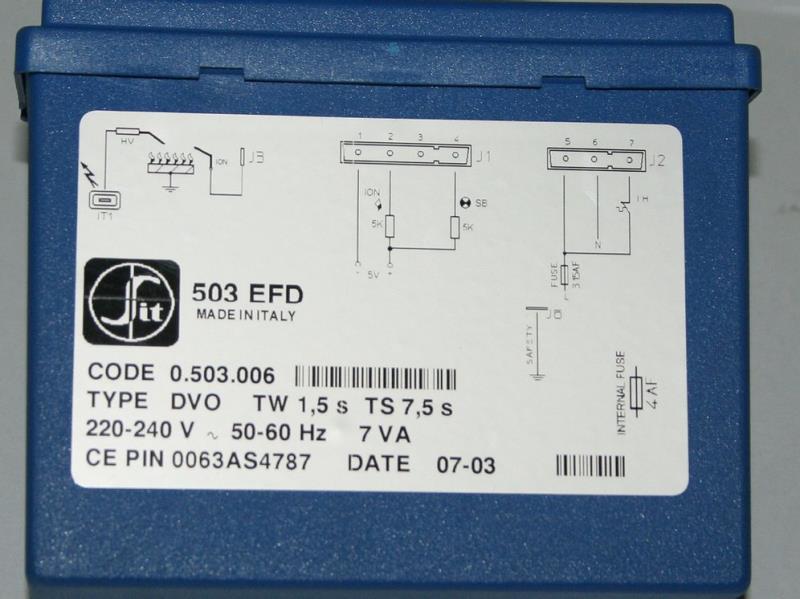 1 2 3 4 J1
5 6 7 J2
HV
ION
J3
IT1
ION
SB
5K
5K
- 5V +
TH
N
FUSE
3.15AF
SAFETY
J8
INTERNAL FUSE
4 AF
Sit
503 EFD
MADE IN ITALY
CODE 0.503.006
TYPE DVO TW 1,5 s TS 7,5 s
220-240 V ~ 50-60 Hz 7 VA
CE PIN 0063AS4787 DATE 07-03